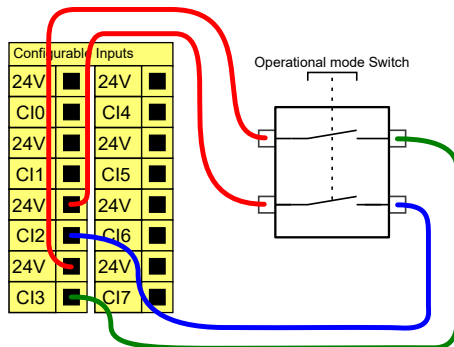 Configurable Inputs
Operational mode Switch
24V 24V
CI0 CI4
24V 24V
CI1 CI5
24V 24V
CI2 CI6
24V 24V
CI3 CI7